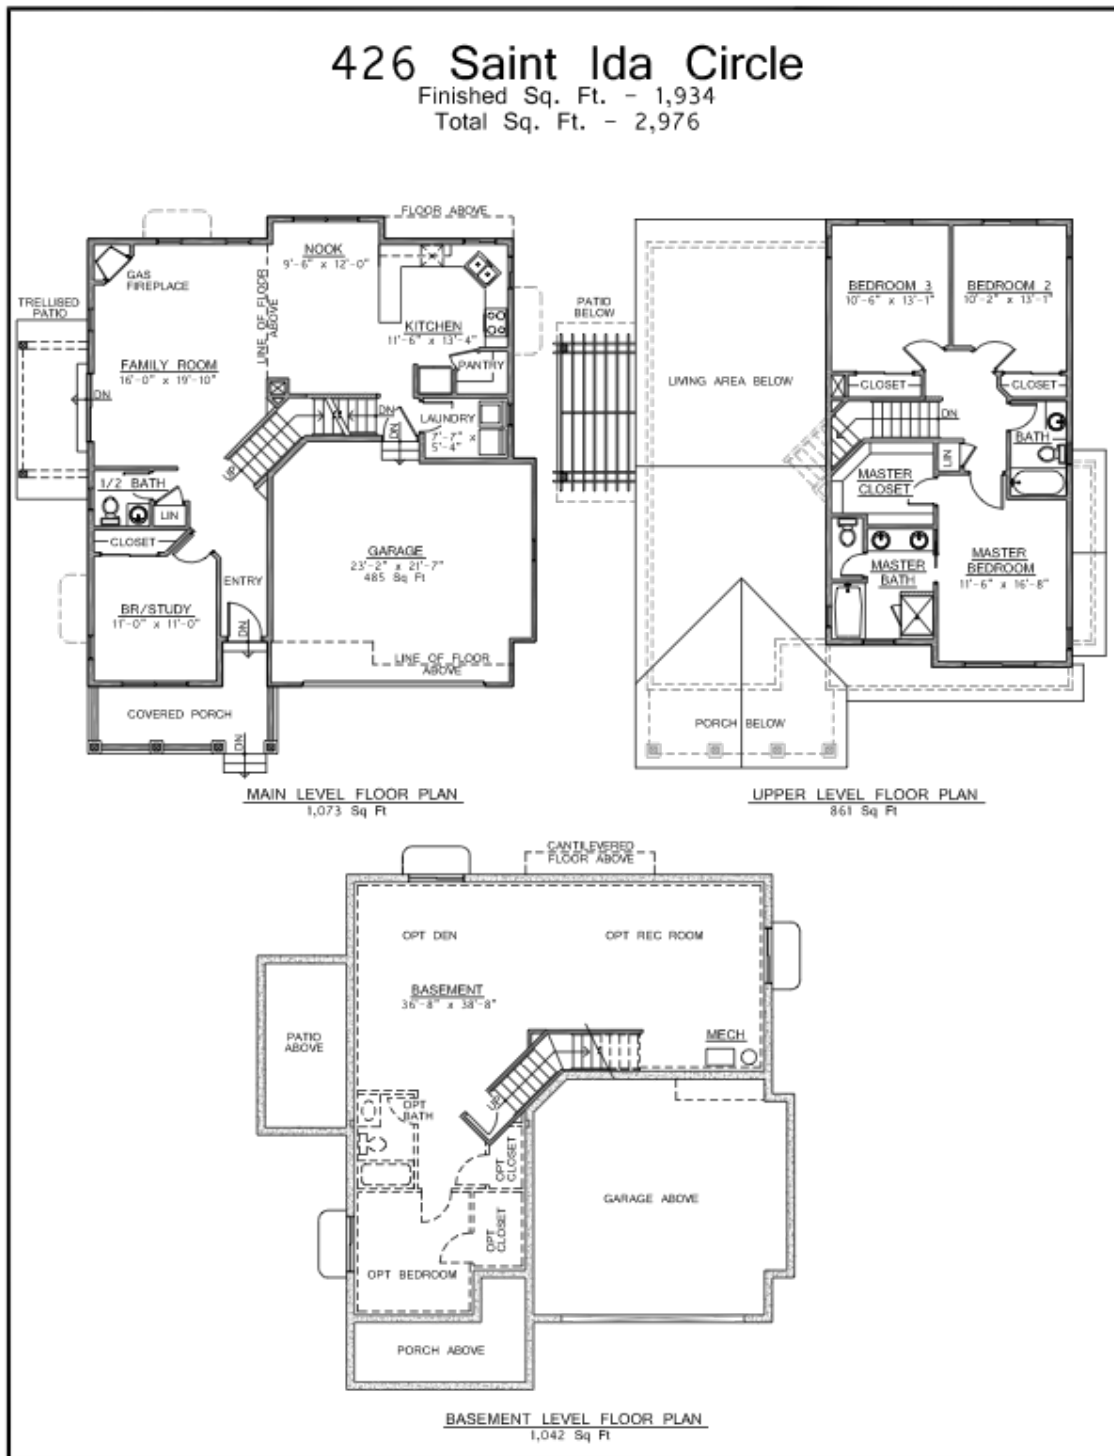 426 Saint Ida Circle
Finished Sq. Ft. - 1,934
Total Sq. Ft. - 2,976
FLOOR ABOVE
NOOK
9'-6" x 12'-0"
GAS
FIREPLACE
LINE OF FLOOR
ABOVE
TRELLISED
PATIO
KITCHEN
11'-6" x 13'-4"
FAMILY ROOM
16'-0" x 19'-10"
PANTRY
DN
LAUNDRY
7'-7" x
5'-4"
DN
UP
1/2 BATH
LIN
CLOSET
GARAGE
23'-2" x 21'-7"
485 Sq Ft
ENTRY
BR/STUDY
11'-0" x 11'-0"
DN
LINE OF FLOOR
ABOVE
COVERED PORCH
DN
MAIN LEVEL FLOOR PLAN
1,073 Sq Ft
BEDROOM 3
10'-6" x 13'-1"
BEDROOM 2
10'-2" x 13'-1"
PATIO
BELOW
LIVING AREA BELOW
CLOSET
CLOSET
DN
BATH
LIN
MASTER
CLOSET
MASTER
BATH
MASTER
BEDROOM
11'-6" x 16'-8"
PORCH BELOW
UPPER LEVEL FLOOR PLAN
861 Sq Ft
CANTILEVERED
FLOOR ABOVE
OPT DEN
OPT REC ROOM
BASEMENT
36'-8" x 38'-8"
PATIO
ABOVE
MECH
UP
OPT
BATH
OPT
CLOSET
GARAGE ABOVE
OPT
CLOSET
OPT BEDROOM
PORCH ABOVE
BASEMENT LEVEL FLOOR PLAN
1,042 Sq Ft